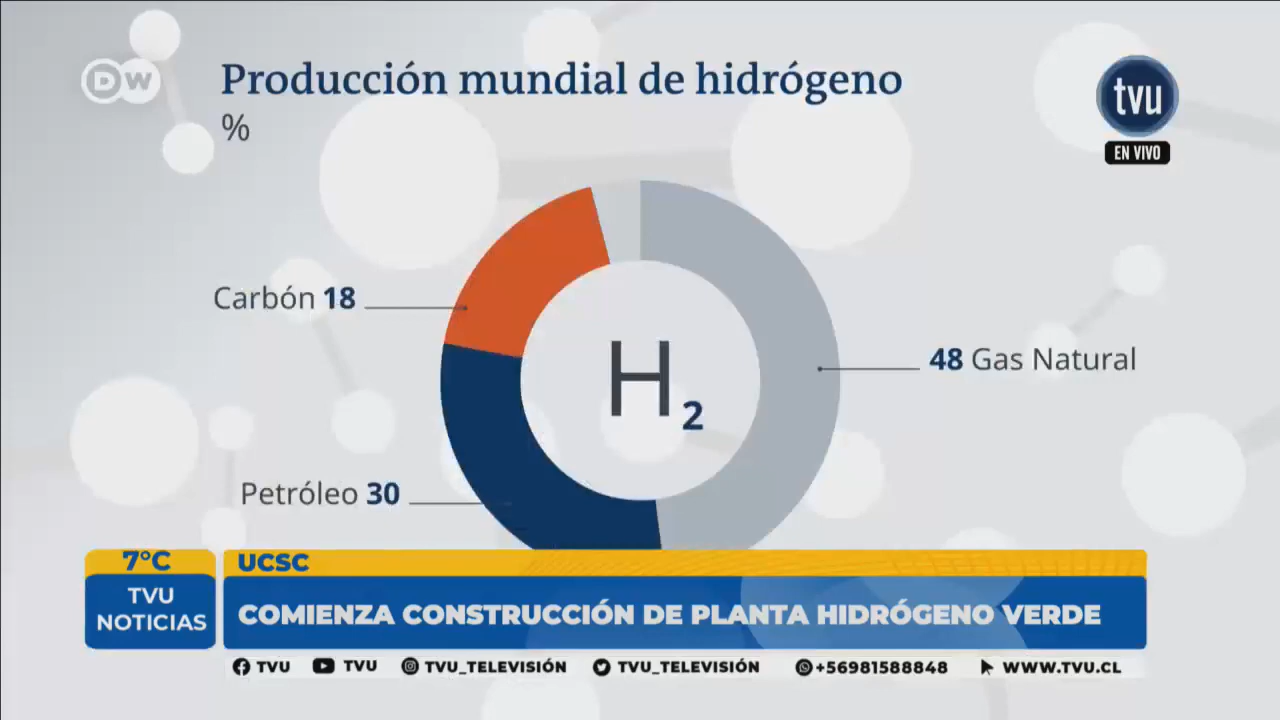 DW
Producción mundial de hidrógeno
%
tvu
EN VIVO
Carbón 18
48 Gas Natural
H2
Petróleo 30
7°C
UCSC
TVU
NOTICIAS
COMIENZA CONSTRUCCIÓN DE PLANTA HIDRÓGENO VERDE
TVU TVU TVU_TELEVISIÓN TVU_TELEVISIÓN +56981588848 WWW.TVU.CL